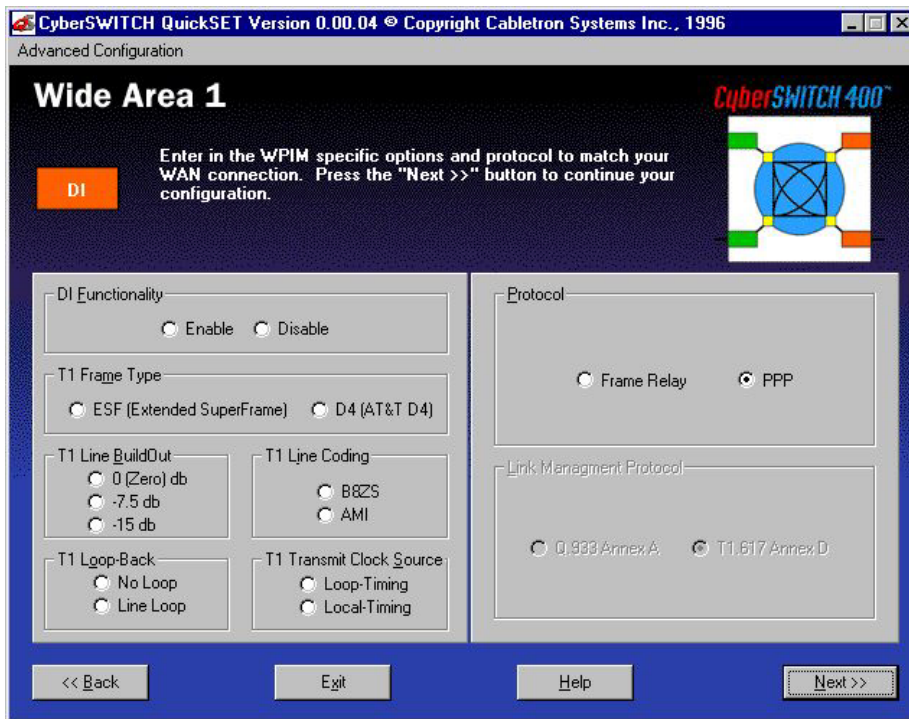 CyberSWITCH QuickSET Version 0.00.04 © Copyright Cabletron Systems Inc., 1996
Advanced Configuration
Wide Area 1
CyberSWITCH 400™
DI
Enter in the WPIM specific options and protocol to match your
WAN connection. Press the "Next >>" button to continue your
configuration.
DI Functionality
Enable
Disable
T1 Frame Type
ESF (Extended SuperFrame)
D4 (AT&T D4)
T1 Line BuildOut
0 (Zero) db
-7.5 db
-15 db
T1 Line Coding
B8ZS
AMI
T1 Loop-Back
No Loop
Line Loop
T1 Transmit Clock Source
Loop-Timing
Local-Timing
Protocol
Frame Relay
PPP
Link Managment Protocol
Q.933 Annex A
T1.617 Annex D
<< Back
Exit
Help
Next >>